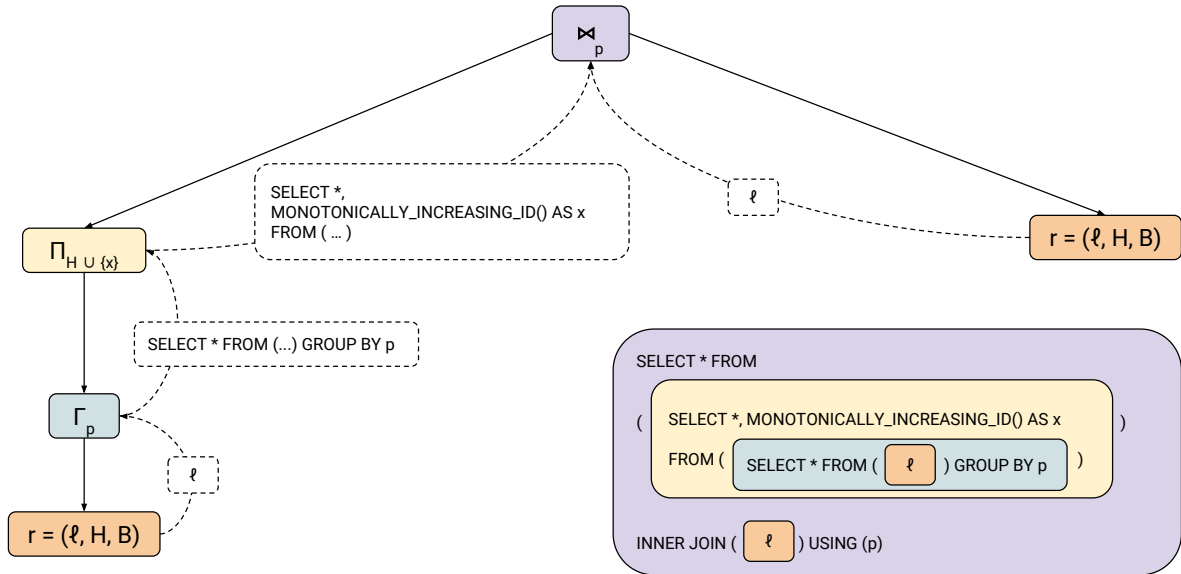 ⋈p
SELECT *,
MONOTONICALLY_INCREASING_ID() AS x
FROM ( ... )
ℓ
ΠH ∪ {x}
r = (ℓ, H, B)
SELECT * FROM (...) GROUP BY p
Γp
ℓ
r = (ℓ, H, B)
SELECT * FROM
( SELECT *, MONOTONICALLY_INCREASING_ID() AS x )
FROM ( SELECT * FROM ( ℓ ) GROUP BY p )
INNER JOIN ( ℓ ) USING (p)